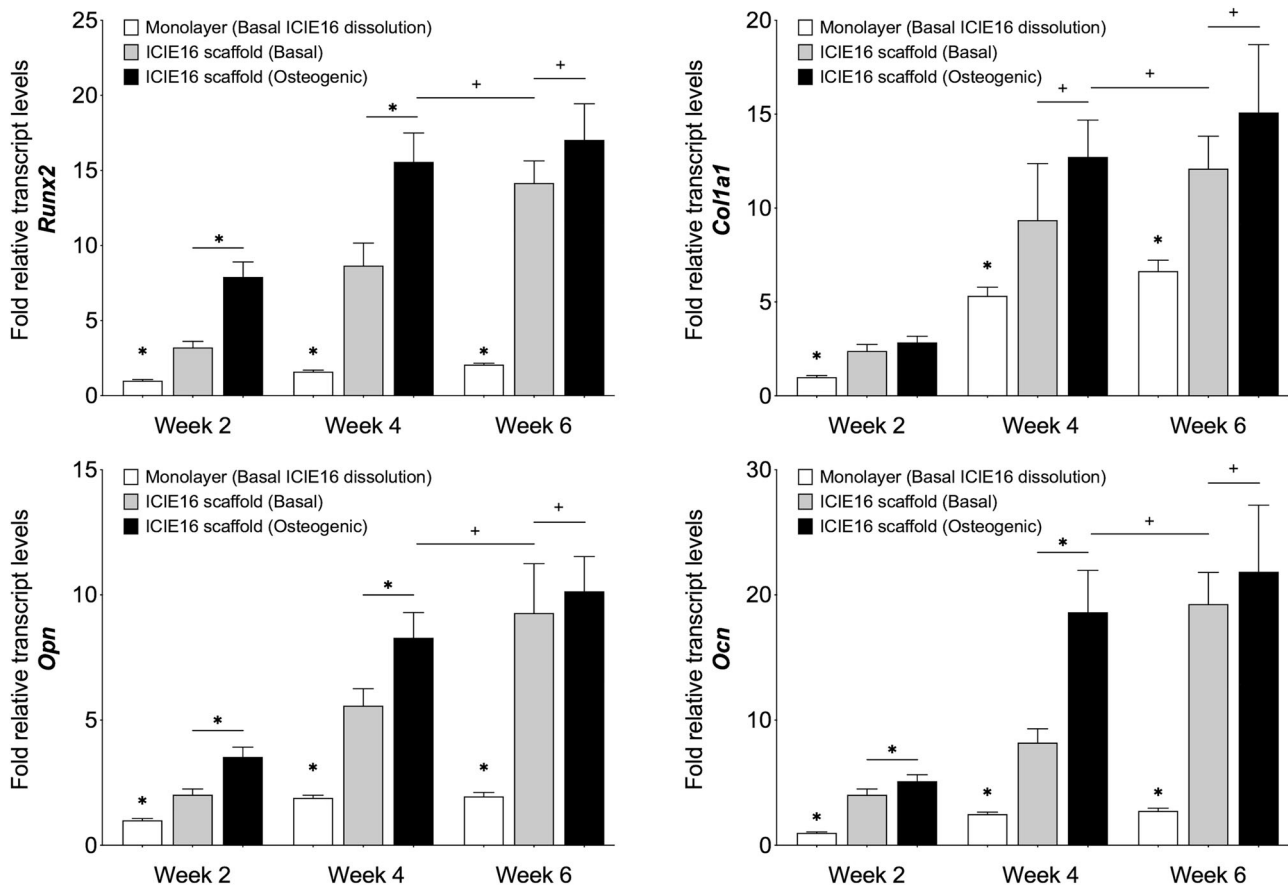 Fold relative transcript levels
Runx2
25
20
15
10
5
0
Monolayer (Basal ICIE16 dissolution)
ICIE16 scaffold (Basal)
ICIE16 scaffold (Osteogenic)
*
*
*
*
+
*
+
Week 2
Week 4
Week 6
Fold relative transcript levels
Col1a1
20
15
10
5
0
Monolayer (Basal ICIE16 dissolution)
ICIE16 scaffold (Basal)
ICIE16 scaffold (Osteogenic)
*
*
+
+
*
+
Week 2
Week 4
Week 6
Fold relative transcript levels
Opn
15
10
5
0
Monolayer (Basal ICIE16 dissolution)
ICIE16 scaffold (Basal)
ICIE16 scaffold (Osteogenic)
*
*
*
*
+
*
+
Week 2
Week 4
Week 6
Fold relative transcript levels
Ocn
30
20
10
0
Monolayer (Basal ICIE16 dissolution)
ICIE16 scaffold (Basal)
ICIE16 scaffold (Osteogenic)
*
*
*
*
+
*
+
Week 2
Week 4
Week 6